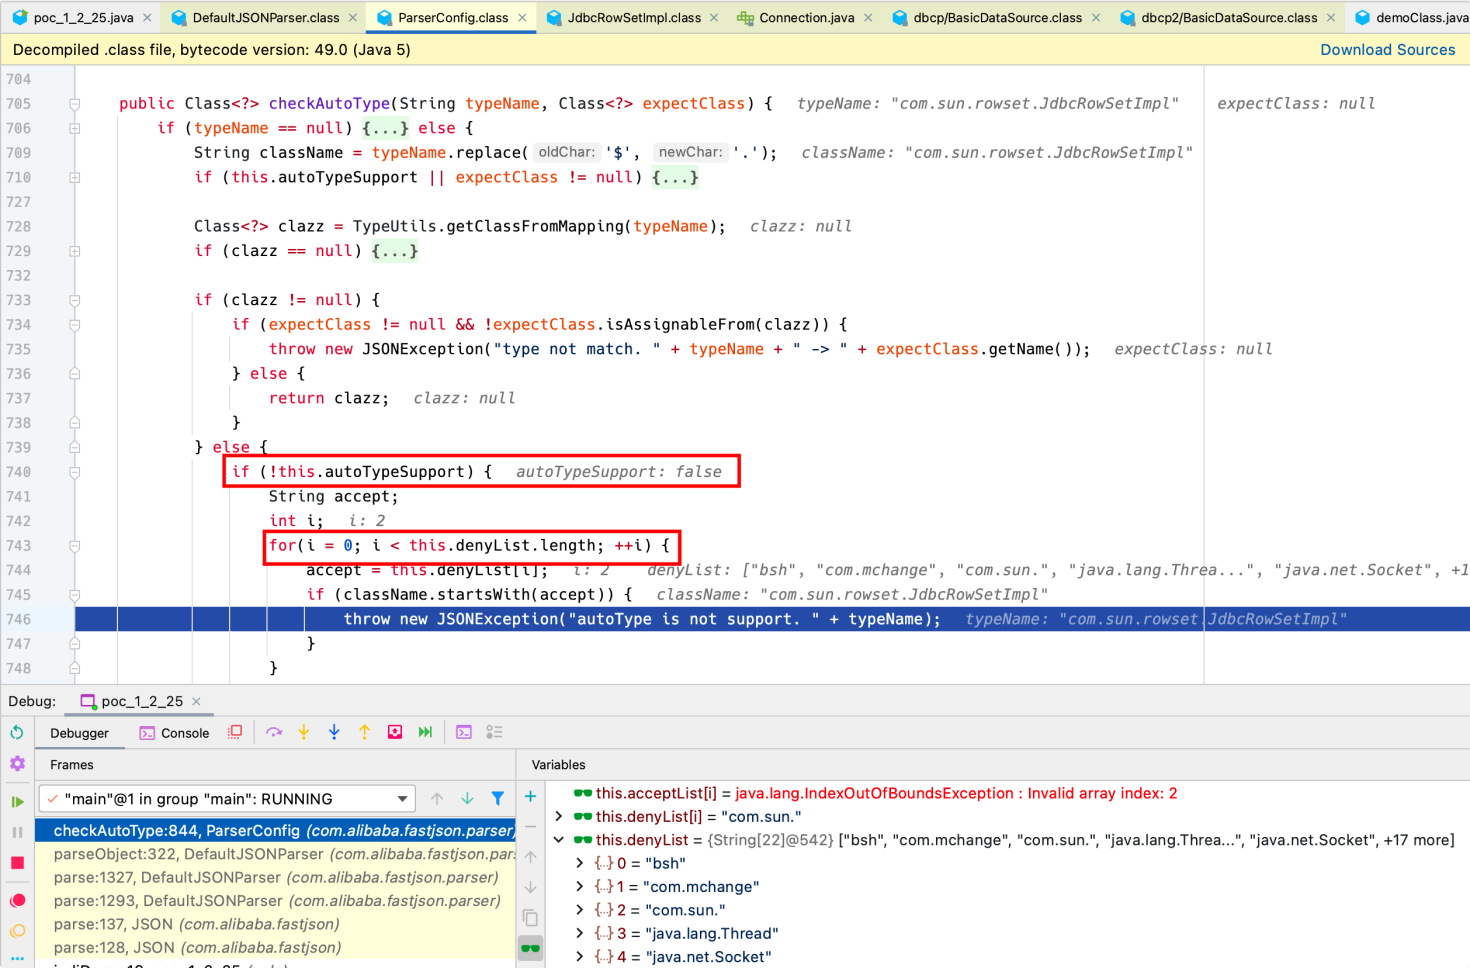 poc_1_2_25.java DefaultJSONParser.class ParserConfig.class JdbcRowSetImpl.class Connection.java dbcp/BasicDataSource.class dbcp2/BasicDataSource.class demoClass.java
Decompiled .class file, bytecode version: 49.0 (Java 5) Download Sources
704
705 public Class<?> checkAutoType(String typeName, Class<?> expectClass) { typeName: "com.sun.rowset.JdbcRowSetImpl" expectClass: null
706 if (typeName == null) {...} else {
709 String className = typeName.replace( oldChar: '$', newChar: '.'); className: "com.sun.rowset.JdbcRowSetImpl"
710 if (this.autoTypeSupport || expectClass != null) {...}
727
728 Class<?> clazz = TypeUtils.getClassFromMapping(typeName); clazz: null
729 if (clazz == null) {...}
732
733 if (clazz != null) {
734 if (expectClass != null && !expectClass.isAssignableFrom(clazz)) {
735 throw new JSONException("type not match. " + typeName + " -> " + expectClass.getName()); expectClass: null
736 } else {
737 return clazz; clazz: null
738 }
739 } else {
740 if (!this.autoTypeSupport) { autoTypeSupport: false
741 String accept;
742 int i; i: 2
743 for(i = 0; i < this.denyList.length; ++i) {
744 accept = this.denyList[i]; i: 2 denyList: ["bsh", "com.mchange", "com.sun.", "java.lang.Threa...", "java.net.Socket", +1
745 if (className.startsWith(accept)) { className: "com.sun.rowset.JdbcRowSetImpl"
746 throw new JSONException("autoType is not support. " + typeName); typeName: "com.sun.rowset.JdbcRowSetImpl"
747 }
748 }
Debug: poc_1_2_25
Debugger Console
Frames Variables
"main"@1 in group "main": RUNNING
checkAutoType:844, ParserConfig (com.alibaba.fastjson.parser)
parseObject:322, DefaultJSONParser (com.alibaba.fastjson.pars
parse:1327, DefaultJSONParser (com.alibaba.fastjson.parser)
parse:1293, DefaultJSONParser (com.alibaba.fastjson.parser)
parse:137, JSON (com.alibaba.fastjson)
parse:128, JSON (com.alibaba.fastjson)
this.acceptList[i] = java.lang.IndexOutOfBoundsException : Invalid array index: 2
this.denyList[i] = "com.sun."
this.denyList = {String[22]@542} ["bsh", "com.mchange", "com.sun.", "java.lang.Threa...", "java.net.Socket", +17 more]
0 = "bsh"
1 = "com.mchange"
2 = "com.sun."
3 = "java.lang.Thread"
4 = "java.net.Socket"